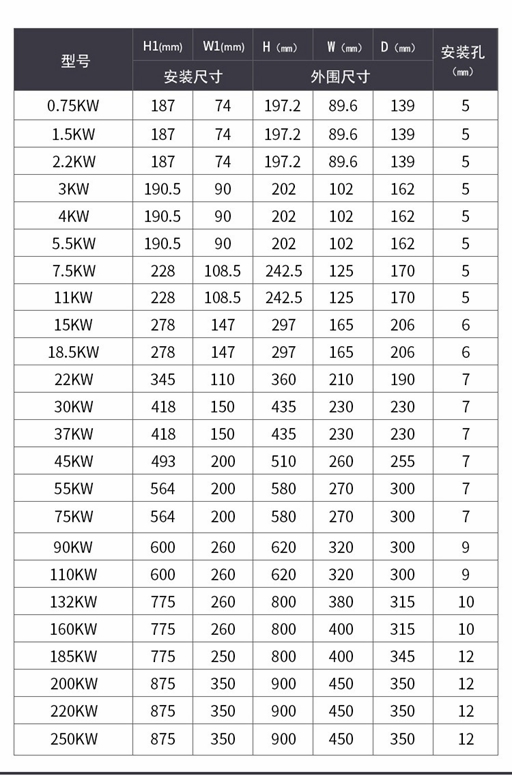 型号 H1(mm) W1(mm) H（mm） W（mm） D（mm） 安装孔（mm）
安装尺寸 外围尺寸
0.75KW 187 74 197.2 89.6 139 5
1.5KW 187 74 197.2 89.6 139 5
2.2KW 187 74 197.2 89.6 139 5
3KW 190.5 90 202 102 162 5
4KW 190.5 90 202 102 162 5
5.5KW 190.5 90 202 102 162 5
7.5KW 228 108.5 242.5 125 170 5
11KW 228 108.5 242.5 125 170 5
15KW 278 147 297 165 206 6
18.5KW 278 147 297 165 206 6
22KW 345 110 360 210 190 7
30KW 418 150 435 230 230 7
37KW 418 150 435 230 230 7
45KW 493 200 510 260 255 7
55KW 564 200 580 270 300 7
75KW 564 200 580 270 300 7
90KW 600 260 620 320 300 9
110KW 600 260 620 320 300 9
132KW 775 260 800 380 315 10
160KW 775 260 800 400 315 10
185KW 775 250 800 400 345 12
200KW 875 350 900 450 350 12
220KW 875 350 900 450 350 12
250KW 875 350 900 450 350 12